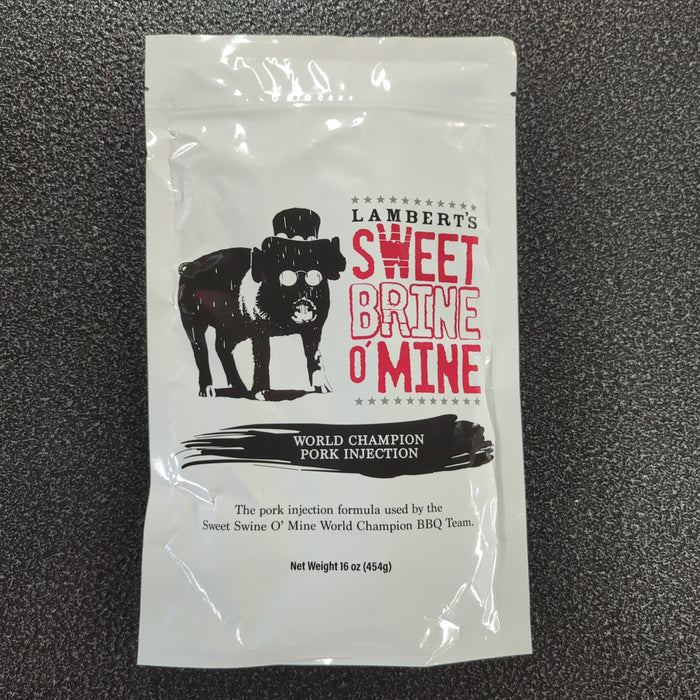 LAMBERT'S
SWEET
BRINE
O' MINE
WORLD CHAMPION
PORK INJECTION
The pork injection formula used by the
Sweet Swine O' Mine World Champion BBQ Team.
Net Weight 16 oz (454g)